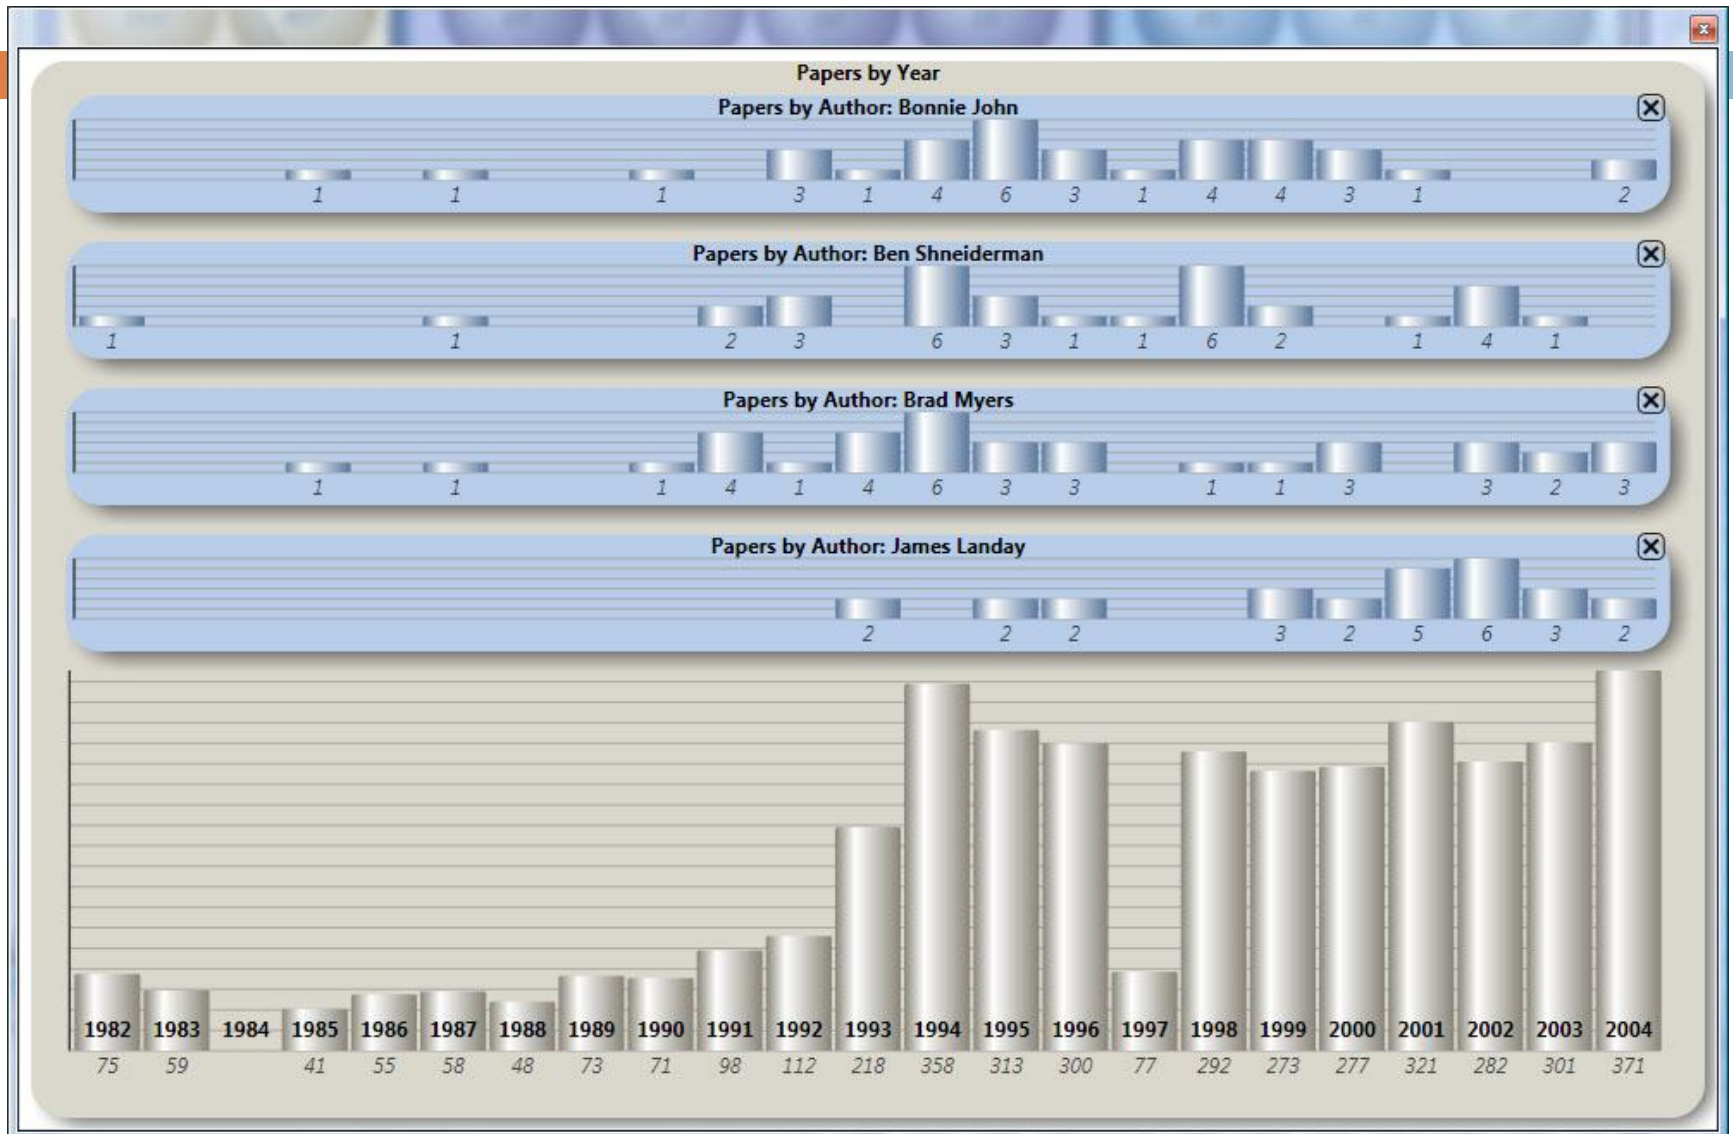 Papers by Year
Papers by Author: Bonnie John
1 1 1 3 1 4 6 3 1 4 4 3 1 2
Papers by Author: Ben Shneiderman
1 1 2 3 6 3 1 1 6 2 1 4 1
Papers by Author: Brad Myers
1 1 1 4 1 4 6 3 3 1 1 3 3 2 3
Papers by Author: James Landay
2 2 2 3 2 5 6 3 2
1982 1983 1984 1985 1986 1987 1988 1989 1990 1991 1992 1993 1994 1995 1996 1997 1998 1999 2000 2001 2002 2003 2004
75 59 41 55 58 48 73 71 98 112 218 358 313 300 77 292 273 277 321 282 301 371